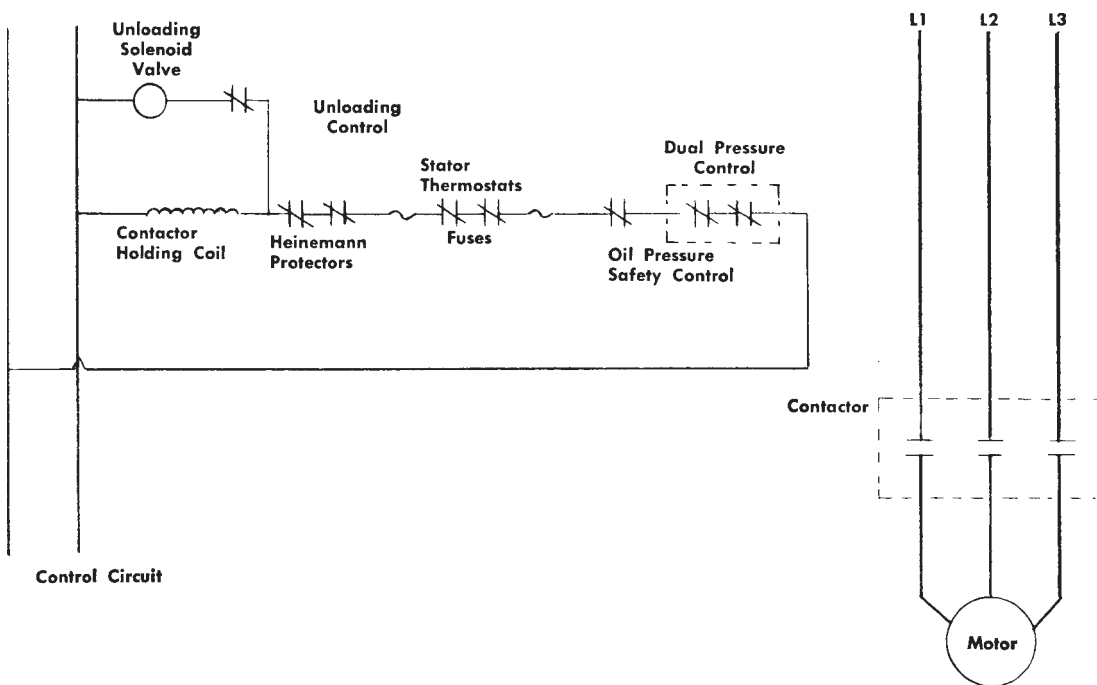 Unloading
Solenoid
Valve
Unloading
Control
L1
L2
L3
Stator
Thermostats
Dual Pressure
Control
Contactor
Holding Coil
Heinemann
Protectors
Fuses
Oil Pressure
Safety Control
Contactor
Control Circuit
Motor